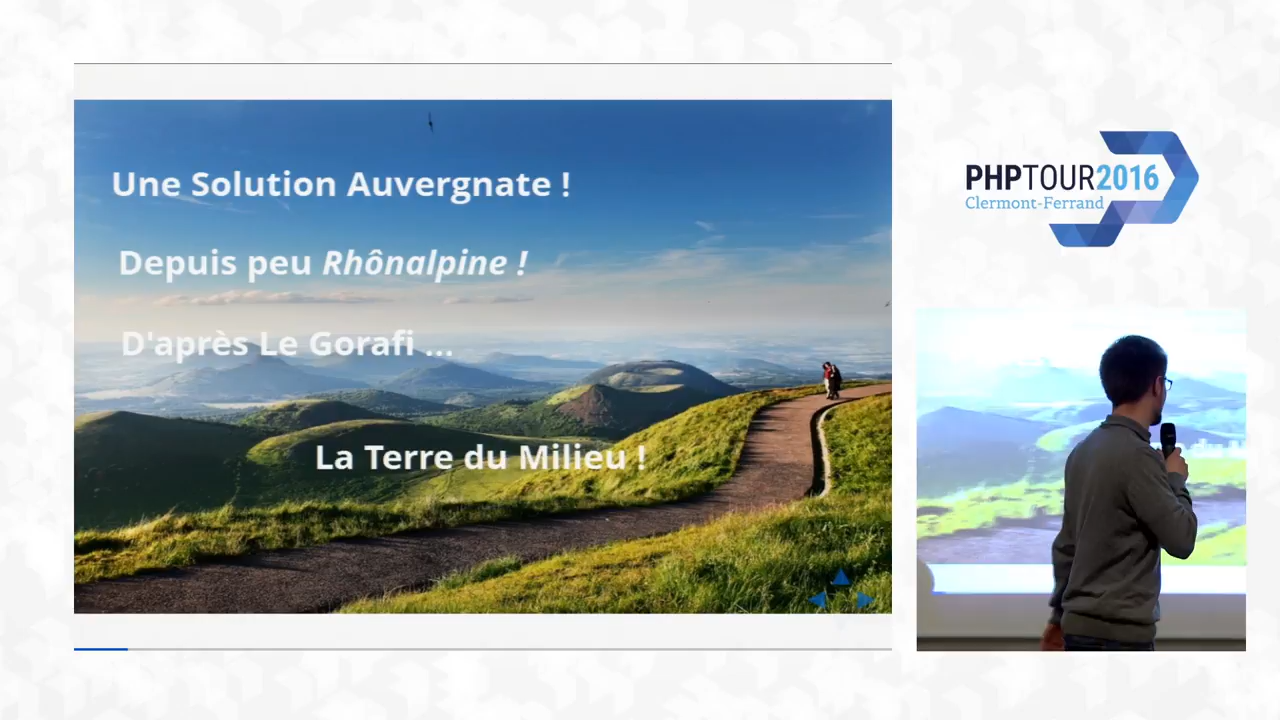 Une Solution Auvergnate !
Depuis peu Rhônalpine !
D'après Le Gorafi ...
La Terre du Milieu !
PHPTOUR2016
Clermont-Ferrand